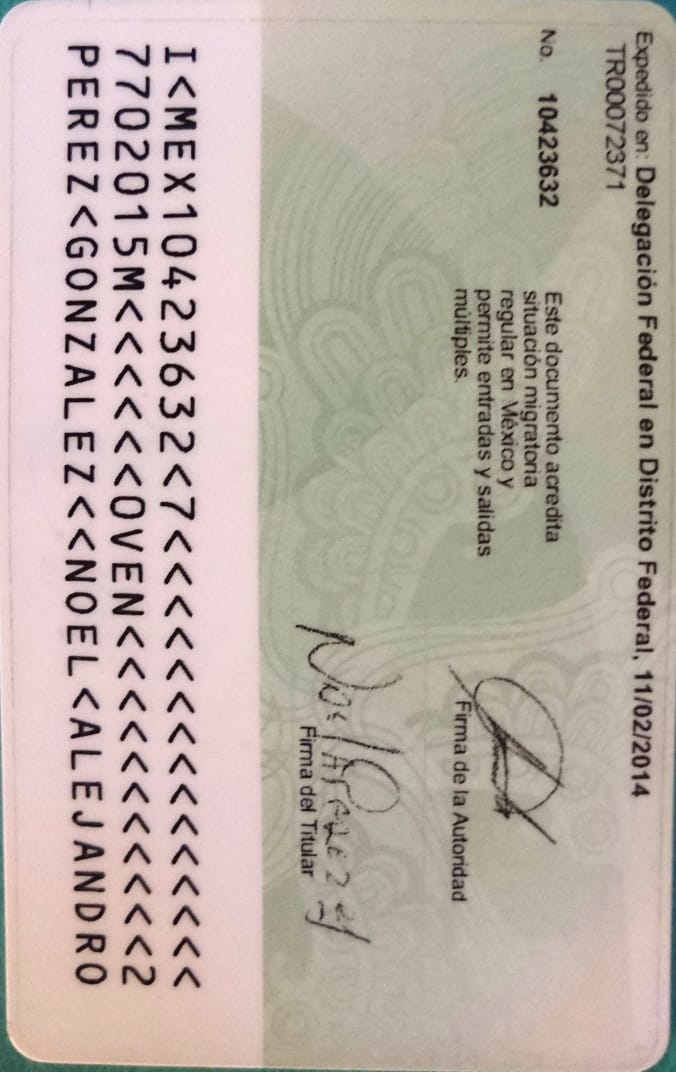 Expedido en: Delegación Federal en Distrito Federal, 11/02/2014
TR00072371
No. 10423632
Este documento acredita
situación migratoria
regular en México y
permite entradas y salidas
múltiples.
Firma de la Autoridad
Firma del Titular
I<MEX10423632<7<<<<<<<<<<<<<<<
7702015M<<<<<<<OVEN<<<<<<<<<<<2
PEREZ<GONZALEZ<<NOEL<ALEJANDRO